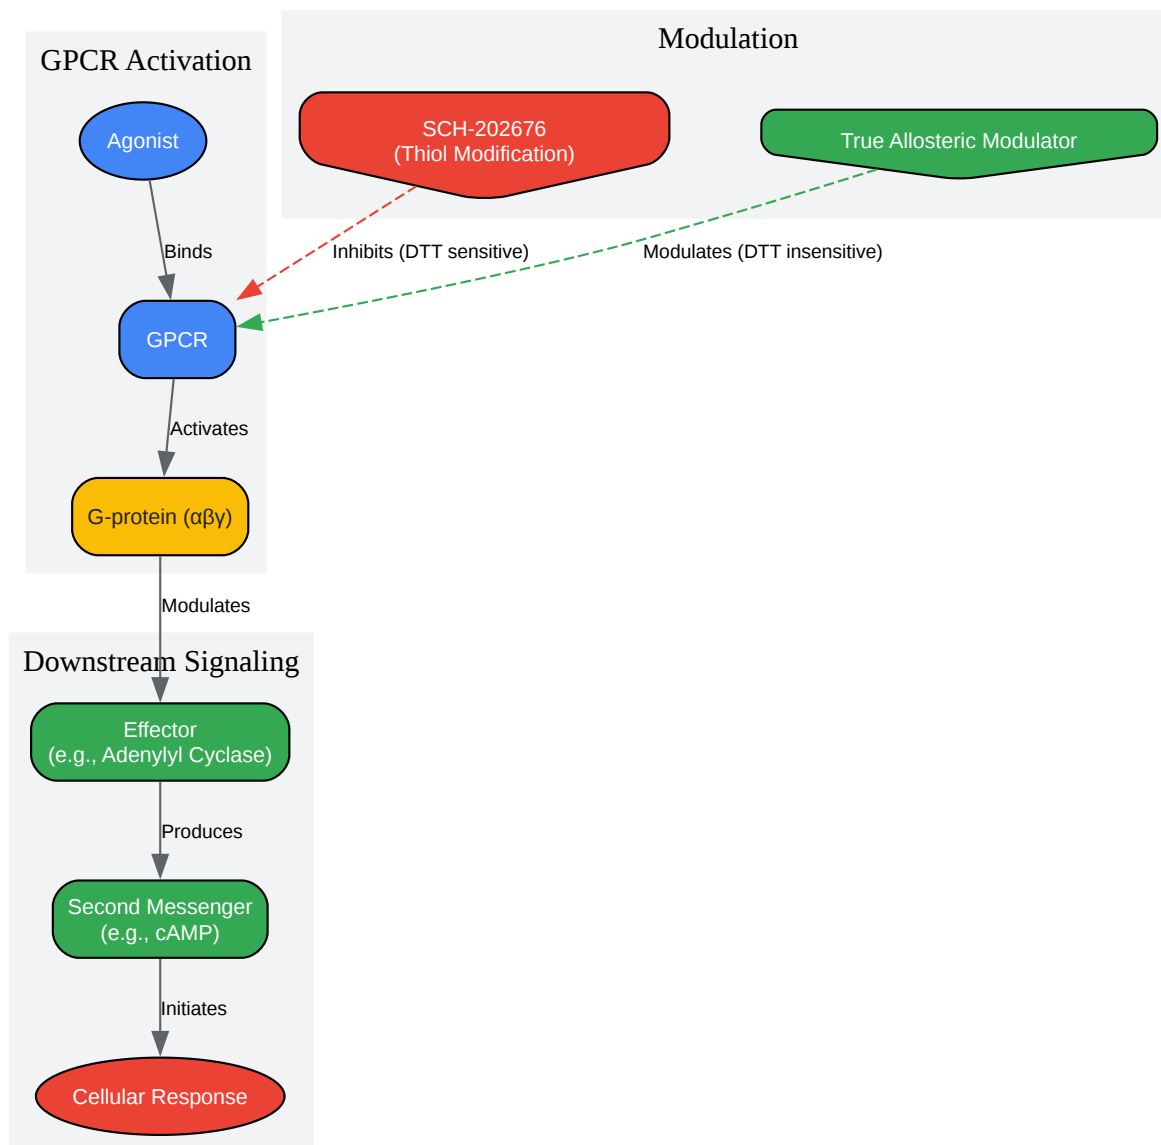 Modulation
GPCR Activation
SCH-202676
(Thiol Modification)
True Allosteric Modulator
Agonist
Binds
Inhibits (DTT sensitive)
Modulates (DTT insensitive)
GPCR
Activates
G-protein (αβγ)
Modulates
Downstream Signaling
Effector
(e.g., Adenylyl Cyclase)
Produces
Second Messenger
(e.g., cAMP)
Initiates
Cellular Response